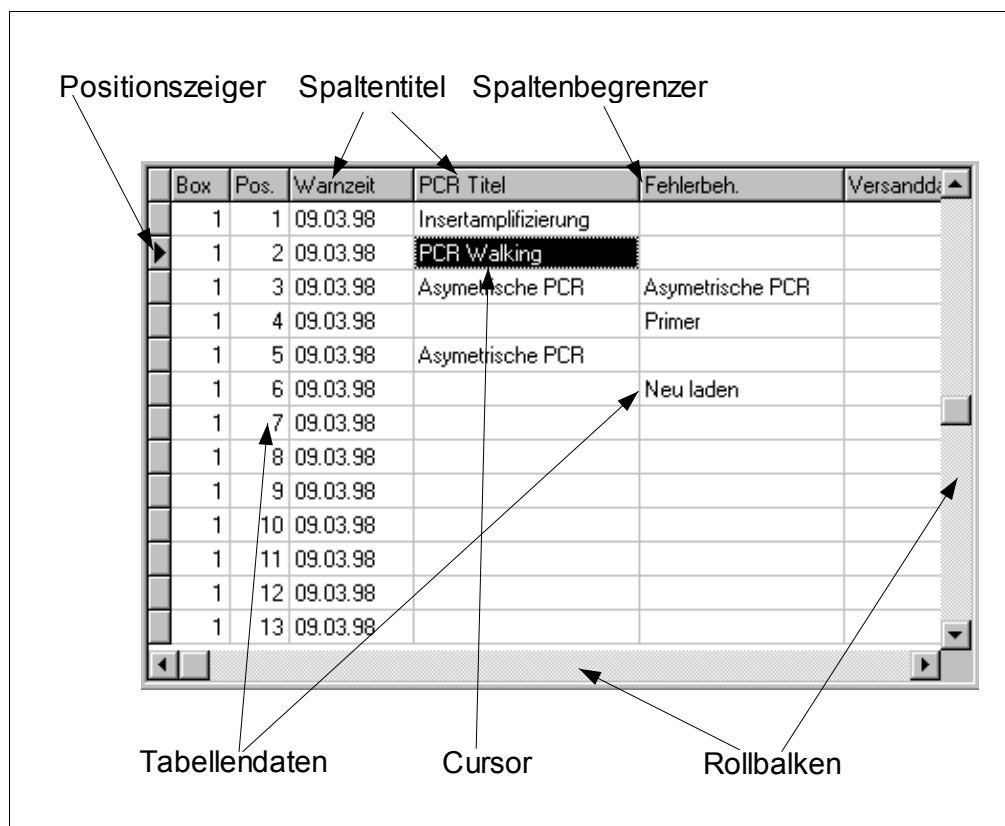 Positionszeiger Spaltentitel Spaltenbegrenzer
Box Pos. Warnzeit PCR Titel Fehlerbeh. Versandda
1 1 09.03.98 Insertamplifizierung
1 2 09.03.98 PCR Walking
1 3 09.03.98 Asymetrische PCR Asymetrische PCR
1 4 09.03.98 Primer
1 5 09.03.98 Asymetrische PCR
1 6 09.03.98 Neu laden
1 7 09.03.98
1 8 09.03.98
1 9 09.03.98
1 10 09.03.98
1 11 09.03.98
1 12 09.03.98
1 13 09.03.98
Tabellendaten Cursor Rollbalken